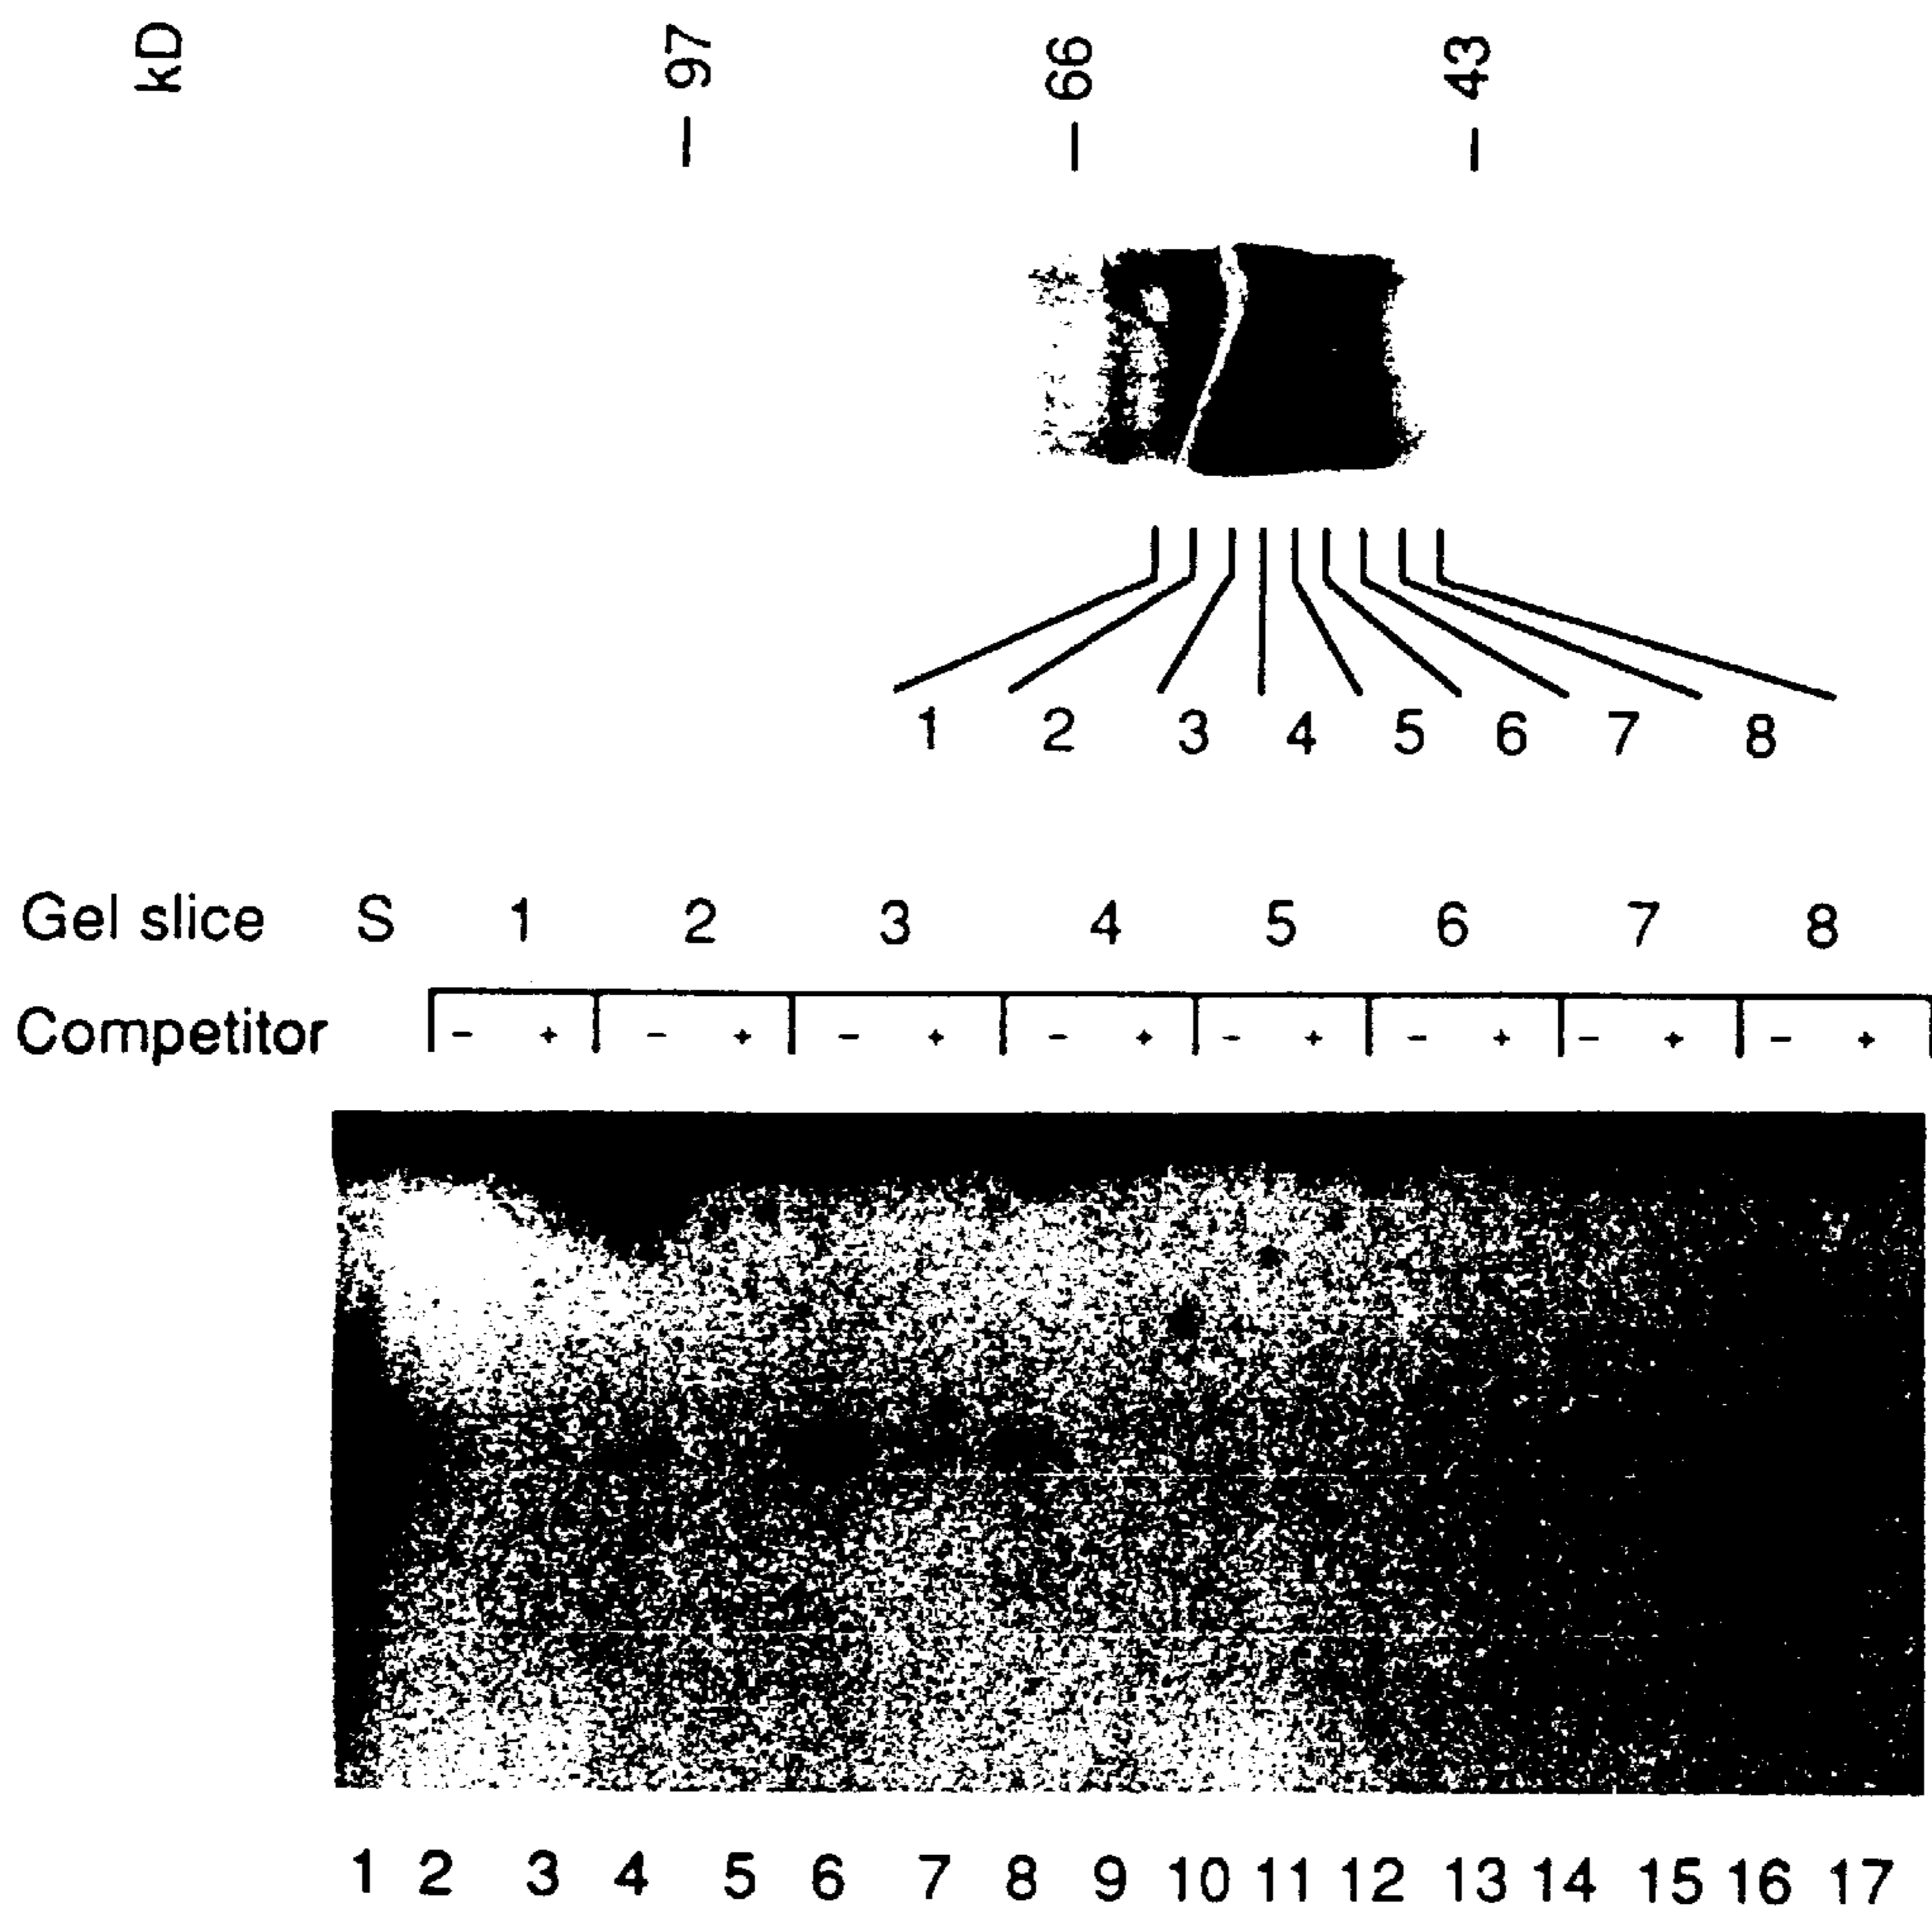 kD – 97 – 66 – 43
1 2 3 4 5 6 7 8
Gel slice S 1 2 3 4 5 6 7 8
Competitor - + - + - + - + - + - + - + - +
1 2 3 4 5 6 7 8 9 10 11 12 13 14 15 16 17